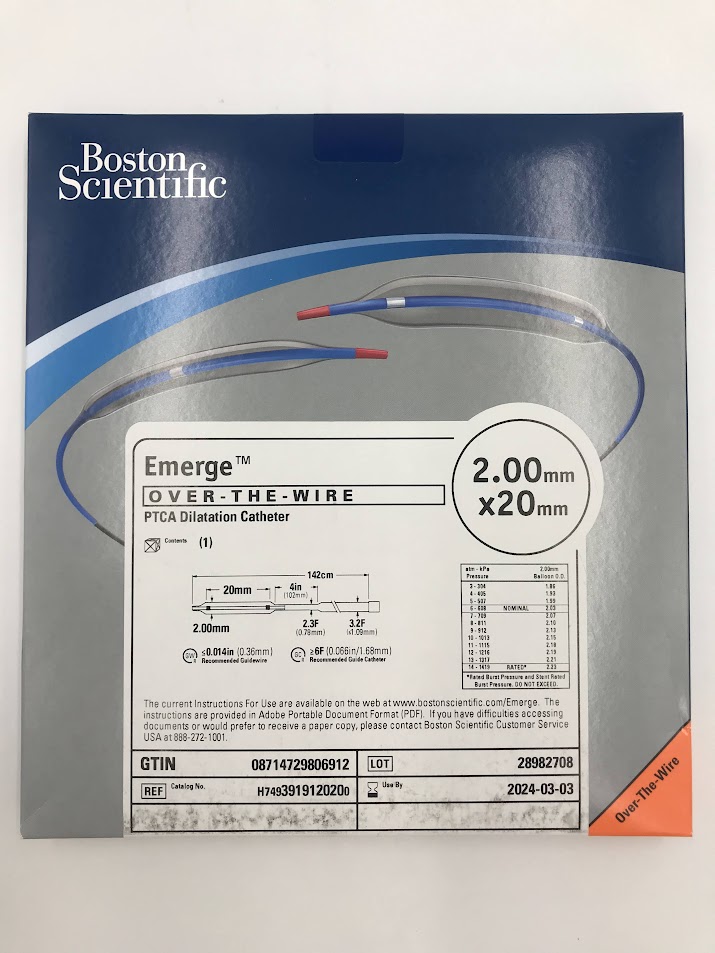 Boston
Scientific
Emerge™
OVER-THE-WIRE
PTCA Dilatation Catheter
2.00mm
x20mm
Contents (1)
142cm
20mm
4in
(102mm)
2.00mm
2.3F
(0.78mm)
3.2F
(≤1.09mm)
GW
≤0.014in (0.36mm)
Recommended Guidewire
GC
≥6F (0.066in/1.68mm)
Recommended Guide Catheter
atm - kPa 2.00mm
Pressure Balloon O.D.
3 - 304 1.86
4 - 405 1.93
5 - 507 1.99
6 - 608 NOMINAL 2.03
7 - 709 2.07
8 - 811 2.10
9 - 912 2.13
10 - 1013 2.15
11 - 1115 2.18
12 - 1216 2.19
13 - 1317 2.21
14 - 1419 RATED* 2.23
*Rated Burst Pressure and Stent Rated
Burst Pressure. DO NOT EXCEED.
The current Instructions For Use are available on the web at www.bostonscientific.com/Emerge. The
instructions are provided in Adobe Portable Document Format (PDF). If you have difficulties accessing
documents or would prefer to receive a paper copy, please contact Boston Scientific Customer Service
USA at 888-272-1001.
GTIN 08714729806912
LOT 28982708
REF Catalog No. H7493919120200
Use By 2024-03-03
Over-The-Wire